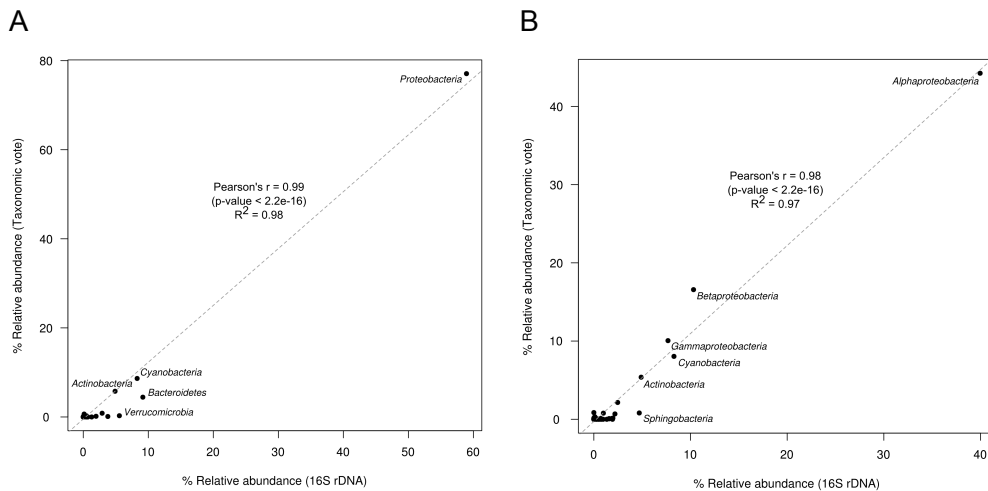 A
B
80
60
40
20
0
% Relative abundance (Taxonomic vote)
Proteobacteria
Pearson's r = 0.99
(p-value < 2.2e-16)
R² = 0.98
Cyanobacteria
Actinobacteria
Bacteroidetes
Verrucomicrobia
0 10 20 30 40 50 60
% Relative abundance (16S rDNA)
40
30
20
10
0
% Relative abundance (Taxonomic vote)
Alphaproteobacteria
Pearson's r = 0.98
(p-value < 2.2e-16)
R² = 0.97
Betaproteobacteria
Gammaproteobacteria
Cyanobacteria
Actinobacteria
Sphingobacteria
0 10 20 30 40
% Relative abundance (16S rDNA)